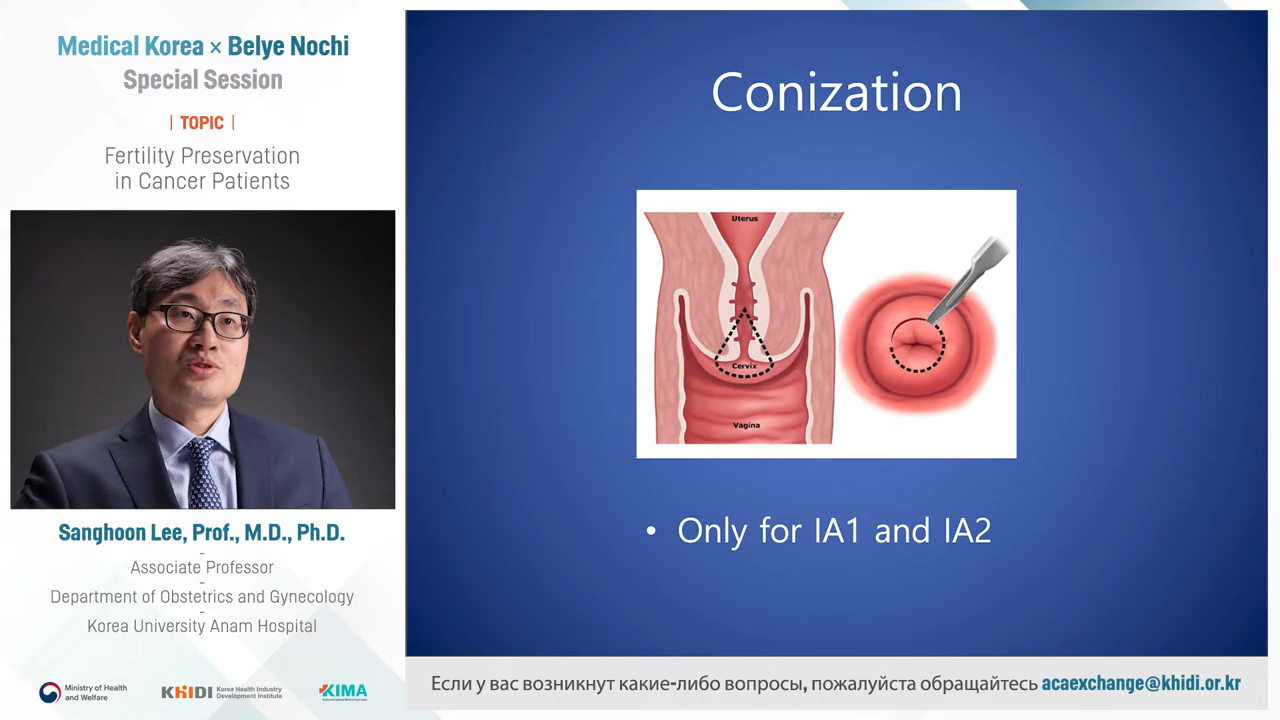 Medical Korea × Belye Nochi
Special Session
| TOPIC |
Fertility Preservation
in Cancer Patients
Sanghoon Lee, Prof., M.D., Ph.D.
-
Associate Professor
-
Department of Obstetrics and Gynecology
-
Korea University Anam Hospital
Ministry of Health
and Welfare
KHIDI Korea Health Industry
Development Institute
KIMA
Conization
Uterus
Cervix
Vagina
• Only for IA1 and IA2
Если у вас возникнут какие-либо вопросы, пожалуйста обращайтесь acaexchange@khidi.or.kr